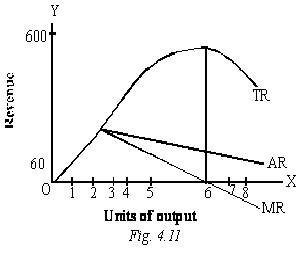 Y
600
Revenue
TR
60
AR
O
1 2 3 4 5 6 7 8
X
MR
Units of output
Fig. 4.11